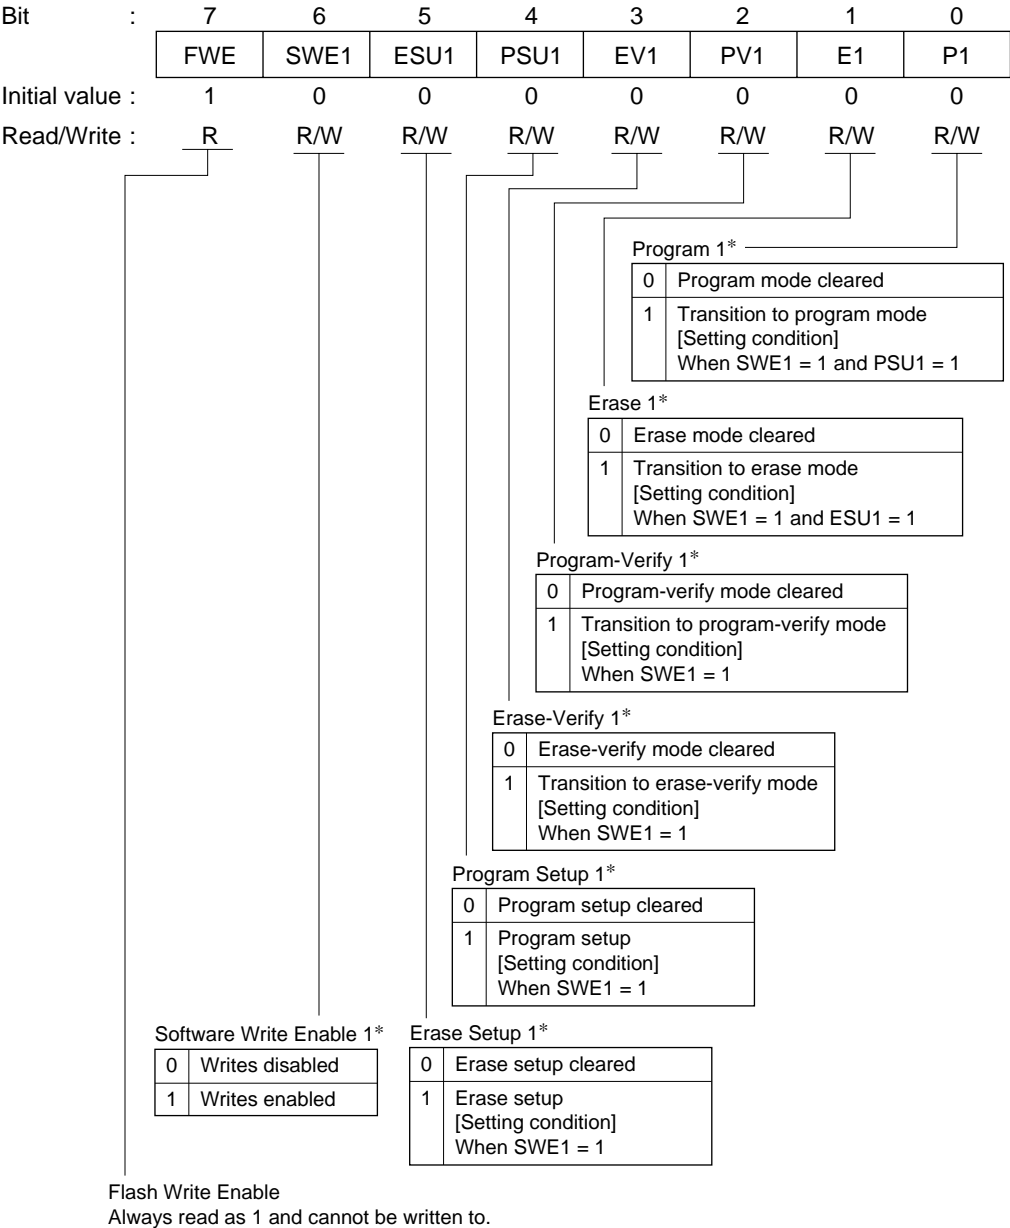 Bit : 7 6 5 4 3 2 1 0
FWE SWE1 ESU1 PSU1 EV1 PV1 E1 P1
Initial value : 1 0 0 0 0 0 0 0
Read/Write : R R/W R/W R/W R/W R/W R/W R/W
Program 1*
0 Program mode cleared
1 Transition to program mode
[Setting condition]
When SWE1 = 1 and PSU1 = 1
Erase 1*
0 Erase mode cleared
1 Transition to erase mode
[Setting condition]
When SWE1 = 1 and ESU1 = 1
Program-Verify 1*
0 Program-verify mode cleared
1 Transition to program-verify mode
[Setting condition]
When SWE1 = 1
Erase-Verify 1*
0 Erase-verify mode cleared
1 Transition to erase-verify mode
[Setting condition]
When SWE1 = 1
Program Setup 1*
0 Program setup cleared
1 Program setup
[Setting condition]
When SWE1 = 1
Software Write Enable 1*
0 Writes disabled
1 Writes enabled
Erase Setup 1*
0 Erase setup cleared
1 Erase setup
[Setting condition]
When SWE1 = 1
Flash Write Enable
Always read as 1 and cannot be written to.